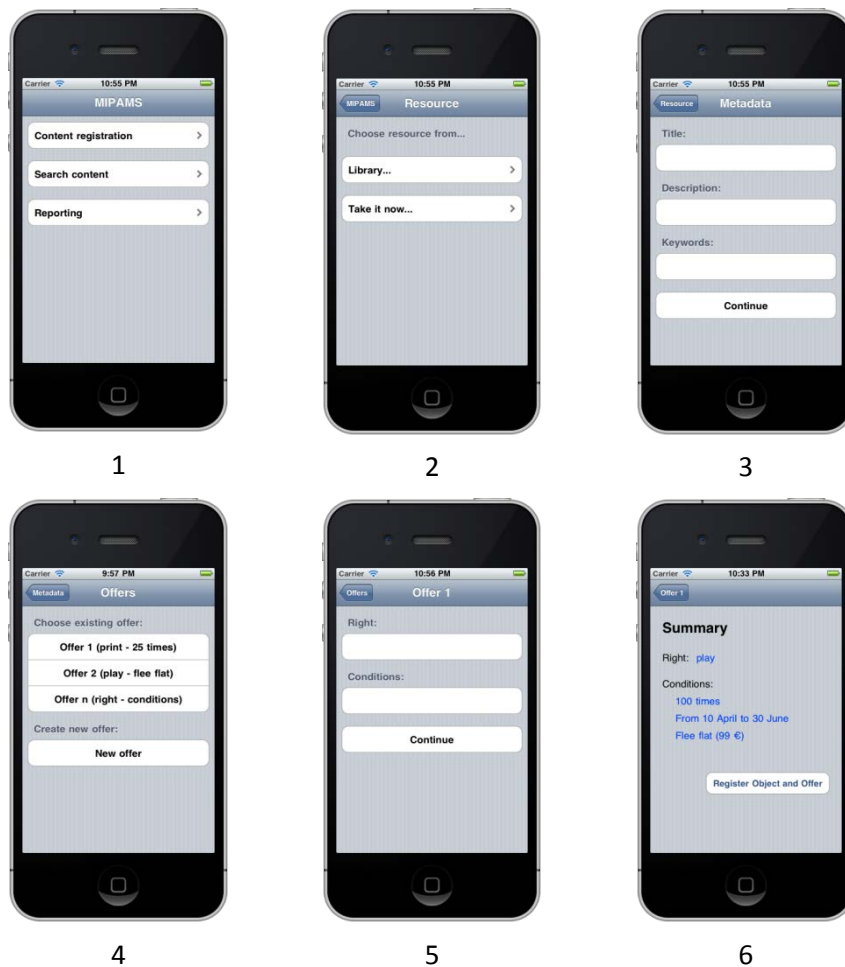 Carrier 10:55 PM
MIPAMS
Content registration
Search content
Reporting
1
Carrier 10:55 PM
MIPAMS Resource
Choose resource from...
Library...
Take it now...
2
Carrier 10:55 PM
Resource Metadata
Title:
Description:
Keywords:
Continue
3
Carrier 9:57 PM
Metadata Offers
Choose existing offer:
Offer 1 (print - 25 times)
Offer 2 (play - flee flat)
Offer n (right - conditions)
Create new offer:
New offer
4
Carrier 10:56 PM
Offers Offer 1
Right:
Conditions:
Continue
5
Carrier 10:33 PM
Offer 1
Summary
Right: play
Conditions:
100 times
From 10 April to 30 June
Flee flat (99 €)
Register Object and Offer
6